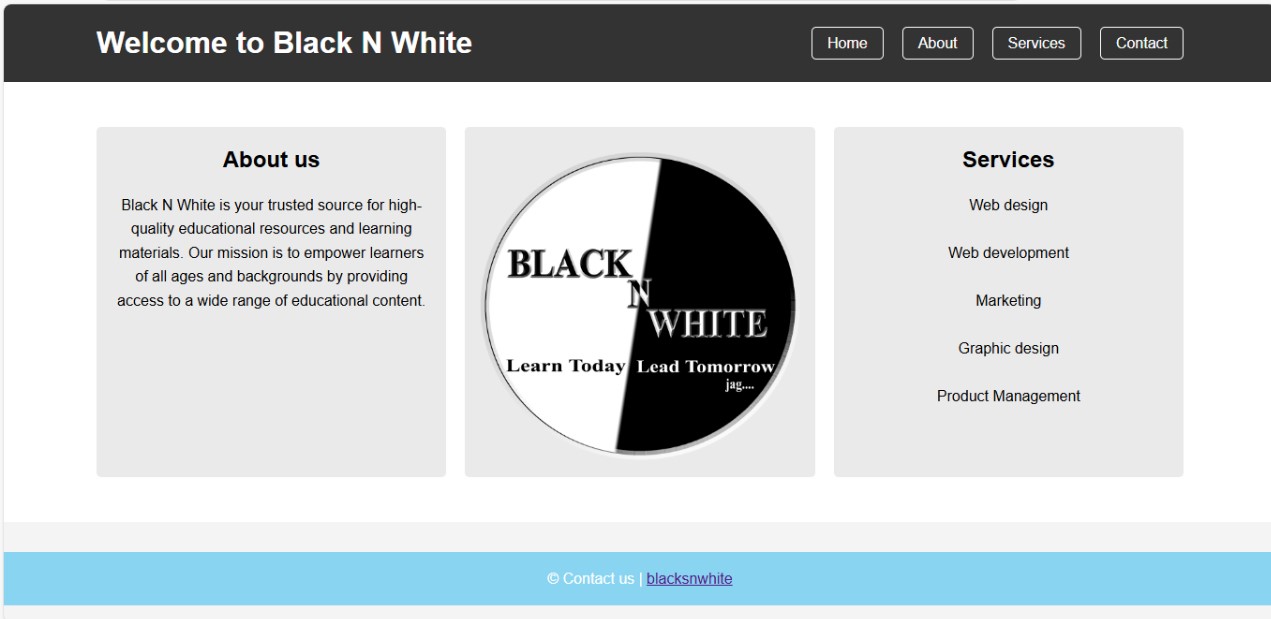 Welcome to Black N White
Home
About
Services
Contact
About us
Black N White is your trusted source for high-
quality educational resources and learning
materials. Our mission is to empower learners
of all ages and backgrounds by providing
access to a wide range of educational content.
BLACK
N
WHITE
Learn Today Lead Tomorrow
jag....
Services
Web design
Web development
Marketing
Graphic design
Product Management
© Contact us | blacksnwhite